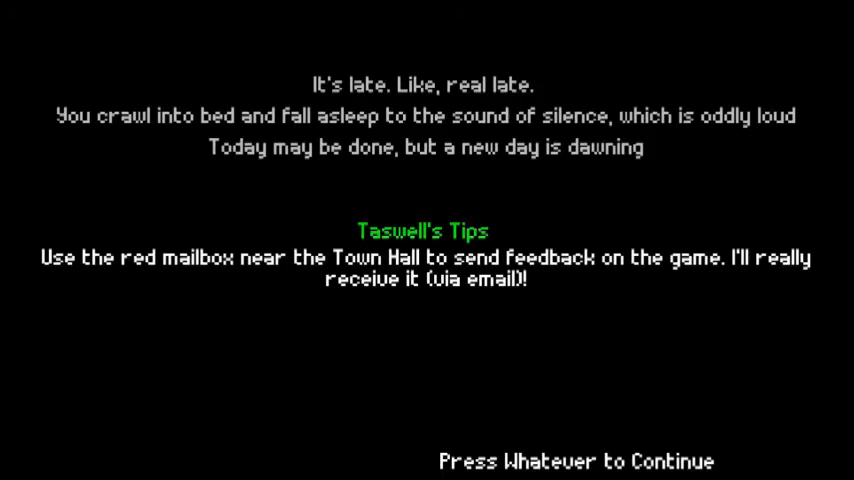 It's late. Like, real late.
You crawl into bed and fall asleep to the sound of silence, which is oddly loud
Today may be done, but a new day is dawning
Taswell's Tips
Use the red mailbox near the Town Hall to send feedback on the game. I'll really
receive it (via email)!
Press Whatever to Continue